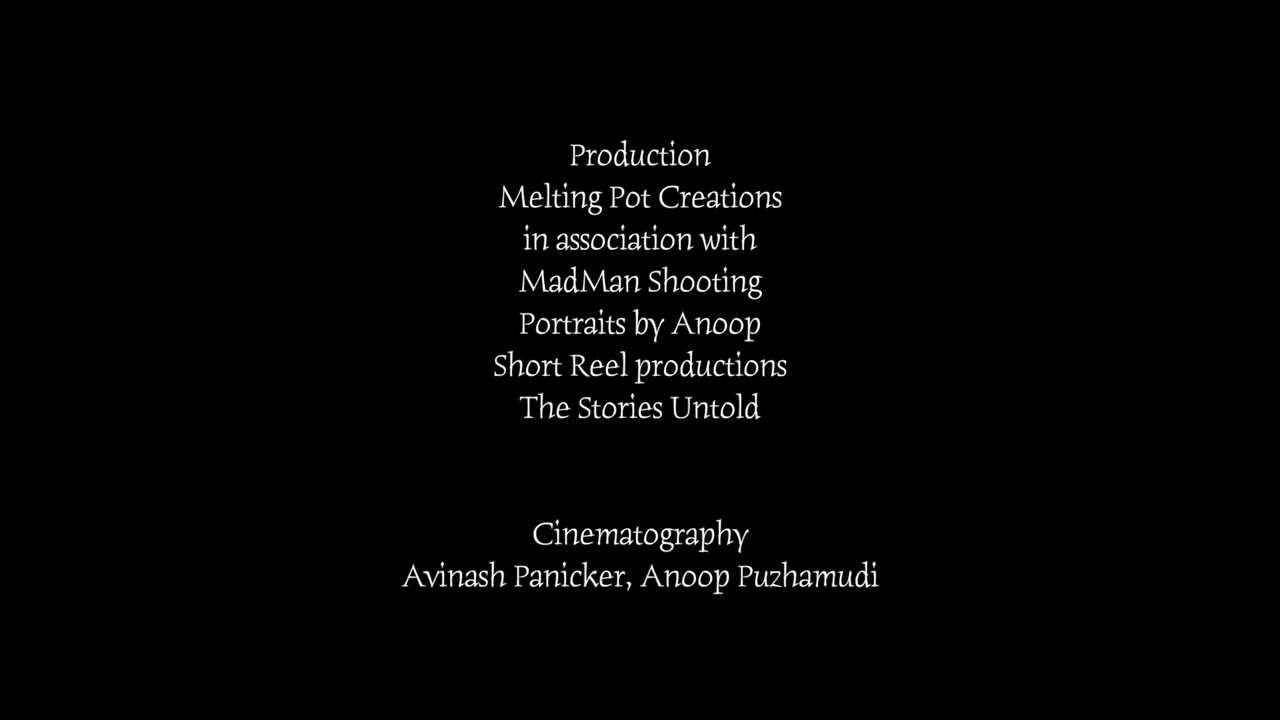 Production
Melting Pot Creations
in association with
MadMan Shooting
Portraits by Anoop
Short Reel productions
The Stories Untold
Cinematography
Avinash Panicker, Anoop Puzhamudi